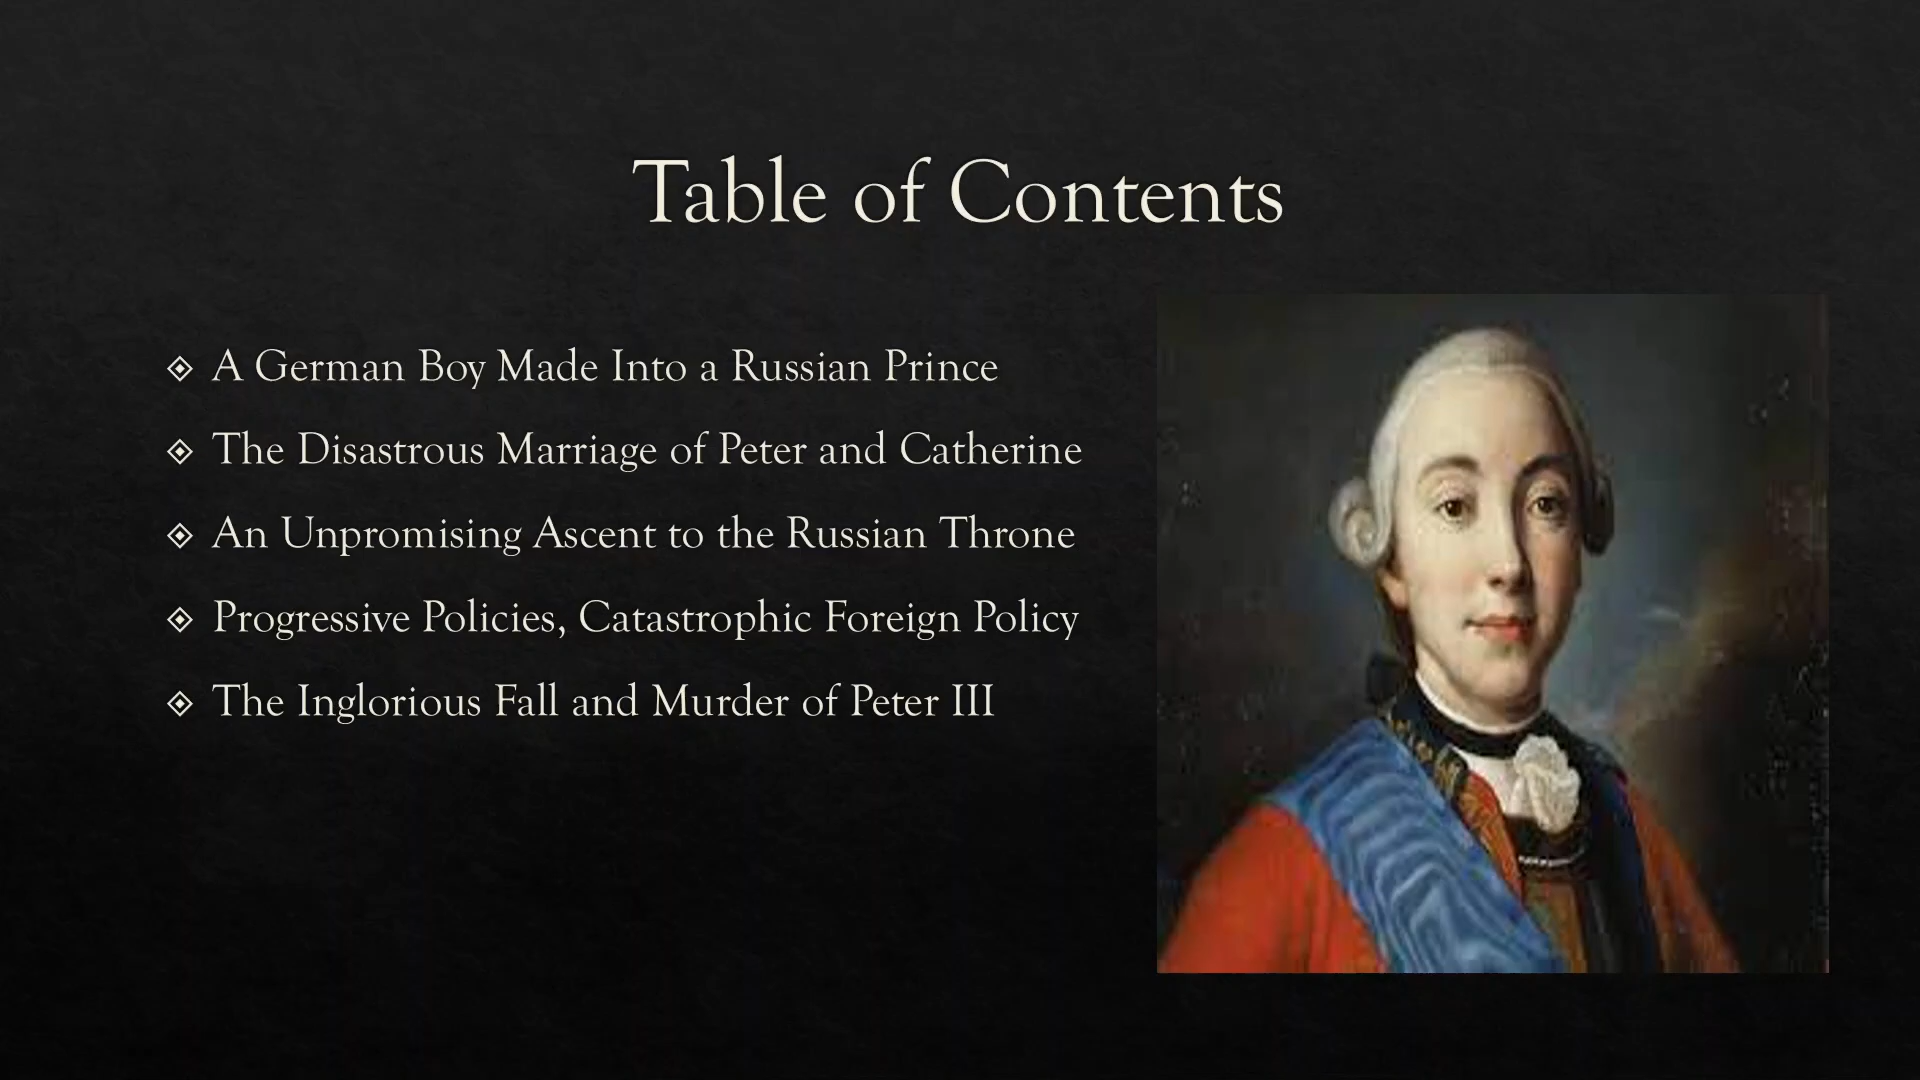 Table of Contents
A German Boy Made Into a Russian Prince
The Disastrous Marriage of Peter and Catherine
An Unpromising Ascent to the Russian Throne
Progressive Policies, Catastrophic Foreign Policy
The Inglorious Fall and Murder of Peter III